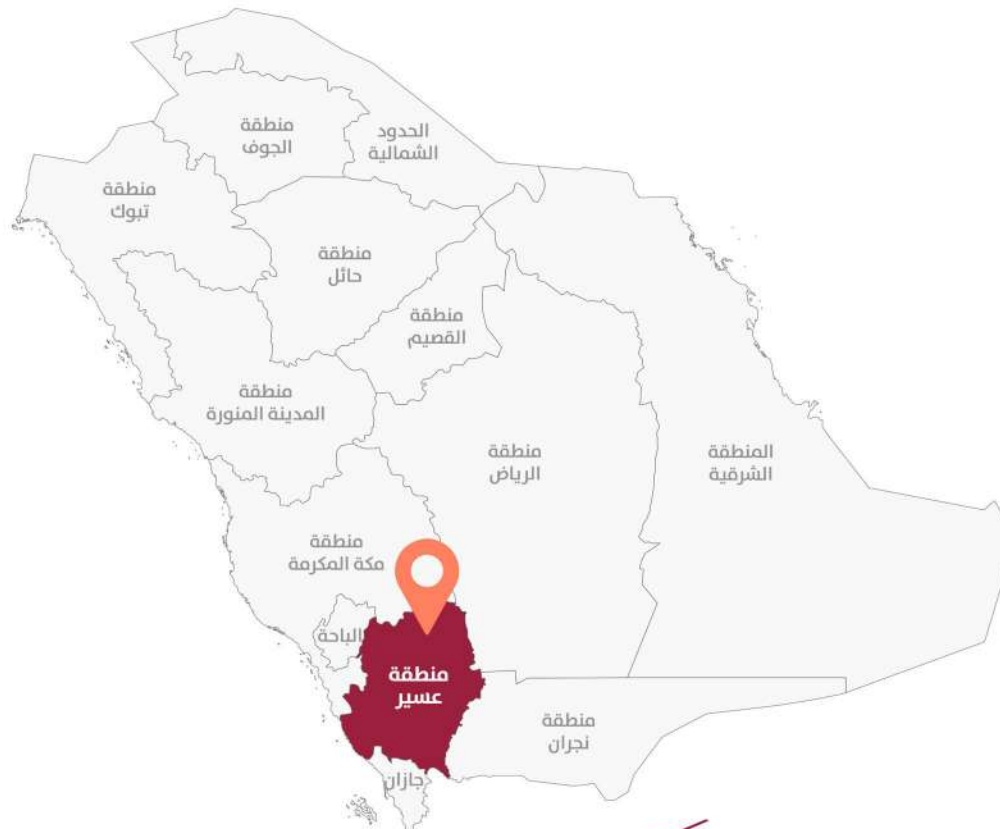 منطقة
الجوف
الحدود
الشمالية
منطقة
تبوك
منطقة
حائل
منطقة
القصيم
منطقة
المدينة المنورة
منطقة
الرياض
المنطقة
الشرقية
منطقة
مكة المكرمة
الباحة
منطقة
عسير
منطقة
نجران
جازان